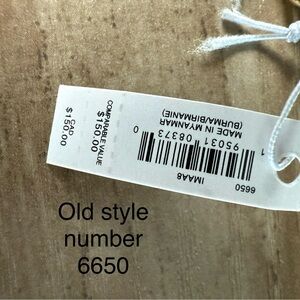 6650
IMAA8
1 95031 08373 0
MADE IN MYANMAR
(BURMA/BIRMANIE)
COMPARABLE VALUE
$150.00
CAD
$150.00
Old style
number
6650